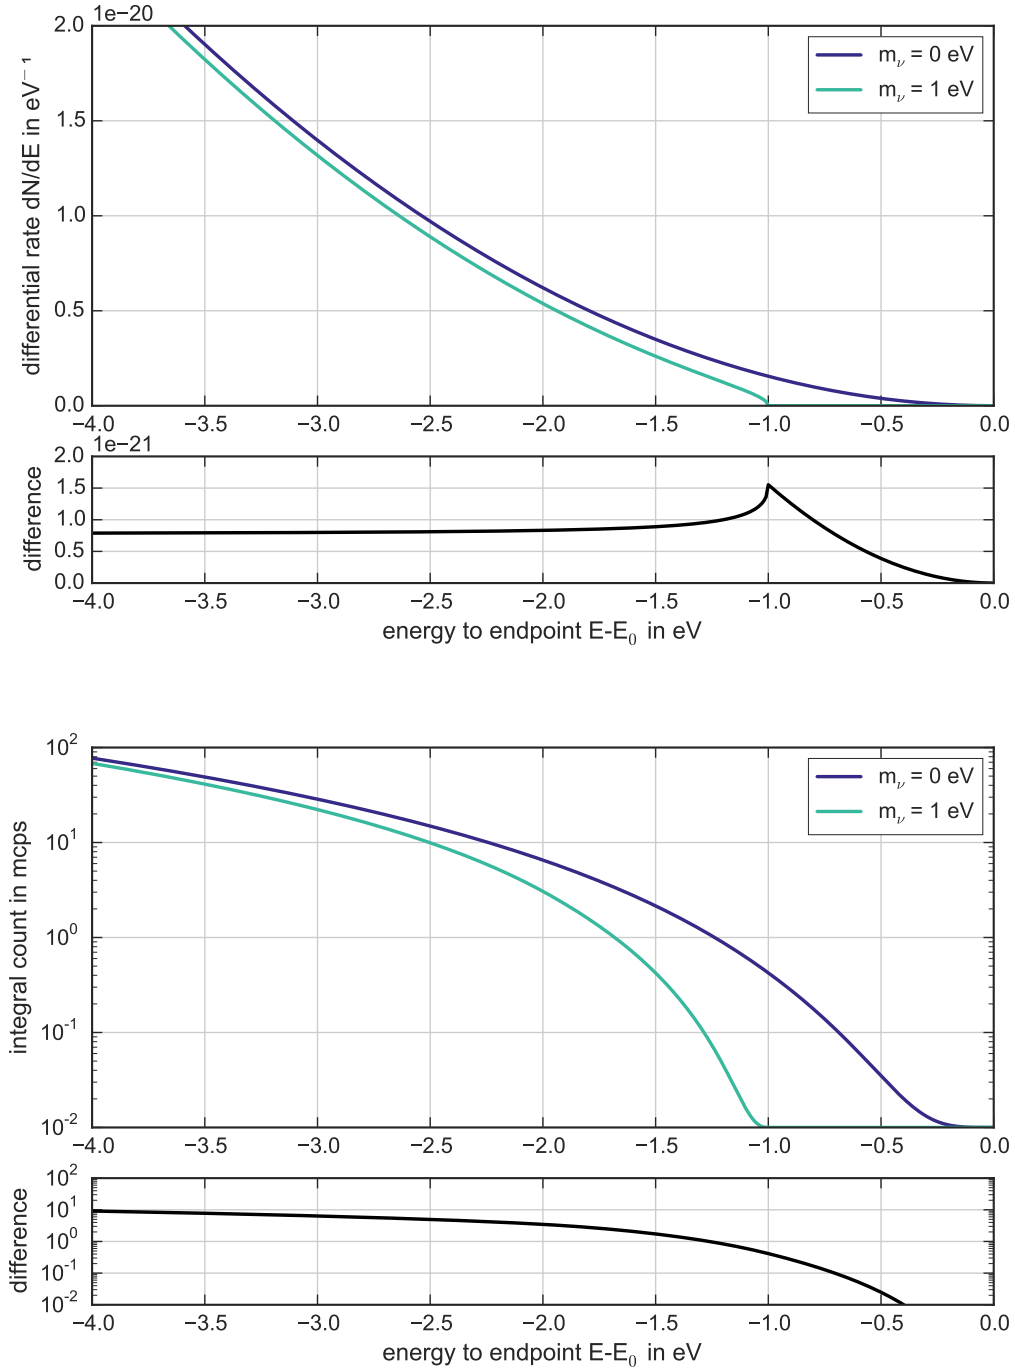 1e−20
2.0
1.5
1.0
0.5
0.0
differential rate dN/dE in eV⁻¹
m_ν = 0 eV
m_ν = 1 eV
−4.0 −3.5 −3.0 −2.5 −2.0 −1.5 −1.0 −0.5 0.0
1e−21
2.0
1.5
1.0
0.5
0.0
difference
−4.0 −3.5 −3.0 −2.5 −2.0 −1.5 −1.0 −0.5 0.0
energy to endpoint E-E₀ in eV
10²
10¹
10⁰
10⁻¹
10⁻²
integral count in mcps
m_ν = 0 eV
m_ν = 1 eV
−4.0 −3.5 −3.0 −2.5 −2.0 −1.5 −1.0 −0.5 0.0
10²
10¹
10⁰
10⁻¹
10⁻²
difference
−4.0 −3.5 −3.0 −2.5 −2.0 −1.5 −1.0 −0.5 0.0
energy to endpoint E-E₀ in eV